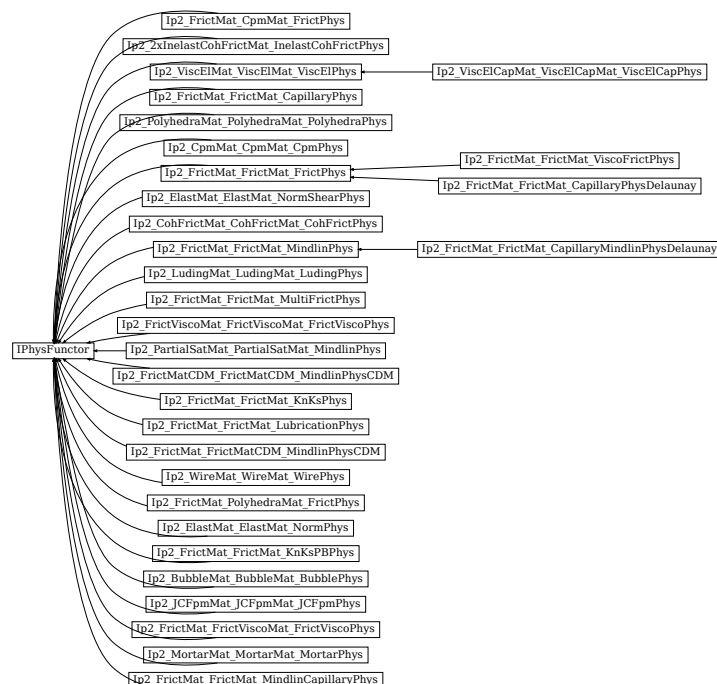 Ip2_FrictMat_CpmMat_FrictPhys
Ip2_2xInelastCohFrictMat_InelastCohFrictPhys
Ip2_ViscElMat_ViscElMat_ViscElPhys
Ip2_ViscElCapMat_ViscElCapMat_ViscElCapPhys
Ip2_FrictMat_FrictMat_CapillaryPhys
Ip2_PolyhedraMat_PolyhedraMat_PolyhedraPhys
Ip2_CpmMat_CpmMat_CpmPhys
Ip2_FrictMat_FrictMat_ViscoFrictPhys
Ip2_FrictMat_FrictMat_FrictPhys
Ip2_FrictMat_FrictMat_CapillaryPhysDelaunay
Ip2_ElastMat_ElastMat_NormShearPhys
Ip2_CohFrictMat_CohFrictMat_CohFrictPhys
Ip2_FrictMat_FrictMat_MindlinPhys
Ip2_FrictMat_FrictMat_CapillaryMindlinPhysDelaunay
Ip2_LudingMat_LudingMat_LudingPhys
Ip2_FrictMat_FrictMat_MultiFrictPhys
Ip2_FrictViscoMat_FrictViscoMat_FrictViscoPhys
IPhysFunctor
Ip2_PartialSatMat_PartialSatMat_MindlinPhys
Ip2_FrictMatCDM_FrictMatCDM_MindlinPhysCDM
Ip2_FrictMat_FrictMat_KnKsPhys
Ip2_FrictMat_FrictMat_LubricationPhys
Ip2_FrictMat_FrictMatCDM_MindlinPhysCDM
Ip2_WireMat_WireMat_WirePhys
Ip2_FrictMat_PolyhedraMat_FrictPhys
Ip2_ElastMat_ElastMat_NormPhys
Ip2_FrictMat_FrictMat_KnKsPBPhys
Ip2_BubbleMat_BubbleMat_BubblePhys
Ip2_JCFpmMat_JCFpmMat_JCFpmPhys
Ip2_FrictMat_FrictViscoMat_FrictViscoPhys
Ip2_MortarMat_MortarMat_MortarPhys
Ip2_FrictMat_FrictMat_MindlinCapillaryPhys